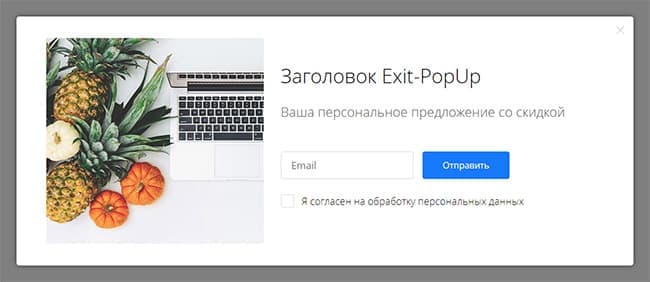 Заголовок Exit-PopUp
Ваша персональное предложение со скидкой
Email
Отправить
Я согласен на обработку персональных данных